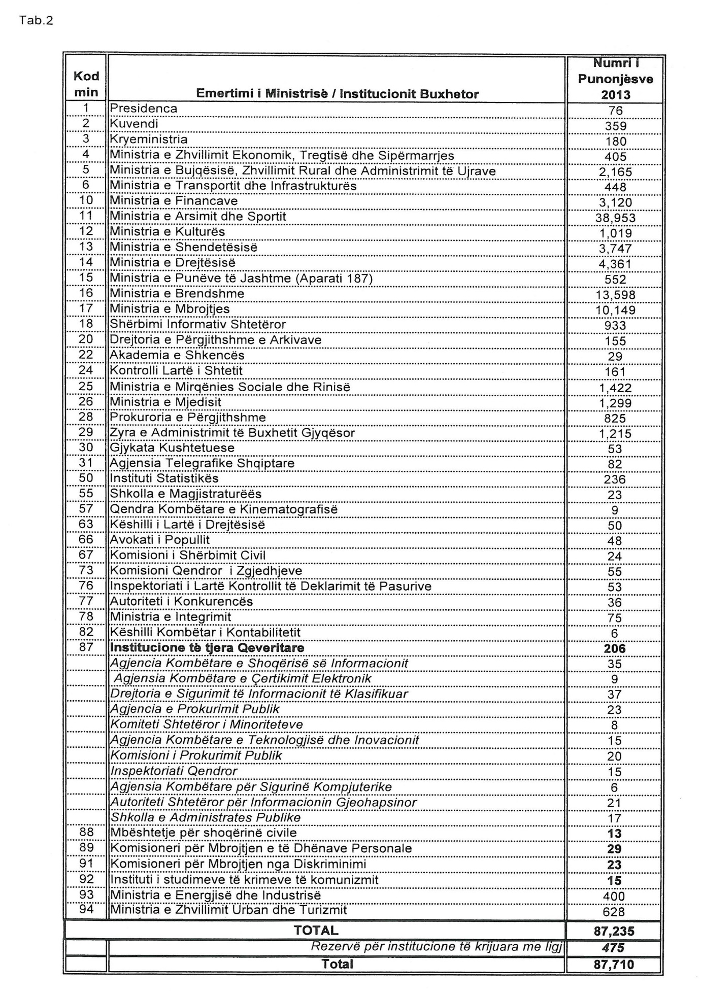 Tab.2
Kod min Emertimi i Ministrisë / Institucionit Buxhetor Numri i Punonjësve 2013
1 Presidenca 76
2 Kuvendi 359
3 Kryeministria 180
4 Ministria e Zhvillimit Ekonomik, Tregtisë dhe Sipërmarrjes 405
5 Ministria e Bujqësisë, Zhvillimit Rural dhe Administrimit të Ujrave 2,165
6 Ministria e Transportit dhe Infrastrukturës 448
10 Ministria e Financave 3,120
11 Ministria e Arsimit dhe Sportit 38,953
12 Ministria e Kulturës 1,019
13 Ministria e Shendetësisë 3,747
14 Ministria e Drejtësisë 4,361
15 Ministria e Punëve të Jashtme (Aparati 187) 552
16 Ministria e Brendshme 13,598
17 Ministria e Mbrojtjes 10,149
18 Shërbimi Informativ Shtetëror 933
20 Drejtoria e Përgjithshme e Arkivave 155
22 Akademia e Shkencës 29
24 Kontrolli Lartë i Shtetit 161
25 Ministria e Mirqënies Sociale dhe Rinisë 1,422
26 Ministria e Mjedisit 1,299
28 Prokuroria e Përgjithshme 825
29 Zyra e Administrimit të Buxhetit Gjyqësor 1,215
30 Gjykata Kushtetuese 53
31 Agjensia Telegrafike Shqiptare 82
50 Instituti Statistikës 236
55 Shkolla e Magjistraturëës 23
57 Qendra Kombëtare e Kinematografisë 9
63 Këshilli i Lartë i Drejtësisë 50
66 Avokati i Popullit 48
67 Komisioni i Shërbimit Civil 24
73 Komisioni Qendror i Zgjedhjeve 55
76 Inspektoriati i Lartë Kontrollit të Deklarimit të Pasurive 53
77 Autoriteti i Konkurencës 36
78 Ministria e Integrimit 75
82 Këshilli Kombëtar i Kontabilitetit 6
87 Institucione të tjera Qeveritare 206
Agjencia Kombëtare e Shoqërisë së Informacionit 35
Agjensia Kombëtare e Çertikimit Elektronik 9
Drejtoria e Sigurimit të Informacionit të Klasifikuar 37
Agjencia e Prokurimit Publik 23
Komiteti Shtetëror i Minoriteteve 8
Agjencia Kombëtare e Teknologjisë dhe Inovacionit 15
Komisioni i Prokurimit Publik 20
Inspektoriati Qendror 15
Agjensia Kombëtare për Sigurinë Kompjuterike 6
Autoriteti Shtetëror për Informacionin Gjeohapsinor 21
Shkolla e Administrates Publike 17
88 Mbështetje për shoqërinë civile 13
89 Komisioneri për Mbrojtjen e të Dhënave Personale 29
91 Komisioneri për Mbrojtjen nga Diskriminimi 23
92 Instituti i studimeve të krimeve të komunizmit 15
93 Ministria e Energjisë dhe Industrisë 400
94 Ministria e Zhvillimit Urban dhe Turizmit 628
TOTAL 87,235
Rezervë për institucione të krijuara me ligj 475
Total 87,710